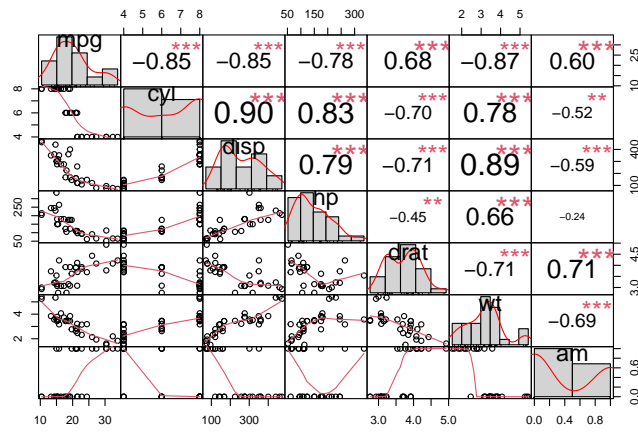 4 5 6 7 8 50 150 300 2 3 4 5
mpg −0.85 *** −0.85 *** −0.78 *** 0.68 *** −0.87 *** 0.60 *** 10 25
4 6 8 cyl 0.90 *** 0.83 *** −0.70 *** 0.78 *** −0.52 **
disp 0.79 *** −0.71 *** 0.89 *** −0.59 *** 100 400
50 250 hp −0.45 ** 0.66 *** −0.24
drat −0.71 *** 0.71 *** 3.0 4.5
2 4 wt −0.69 ***
am 0.0 0.6
10 20 30 100 300 3.0 4.0 5.0 0.0 0.4 0.8